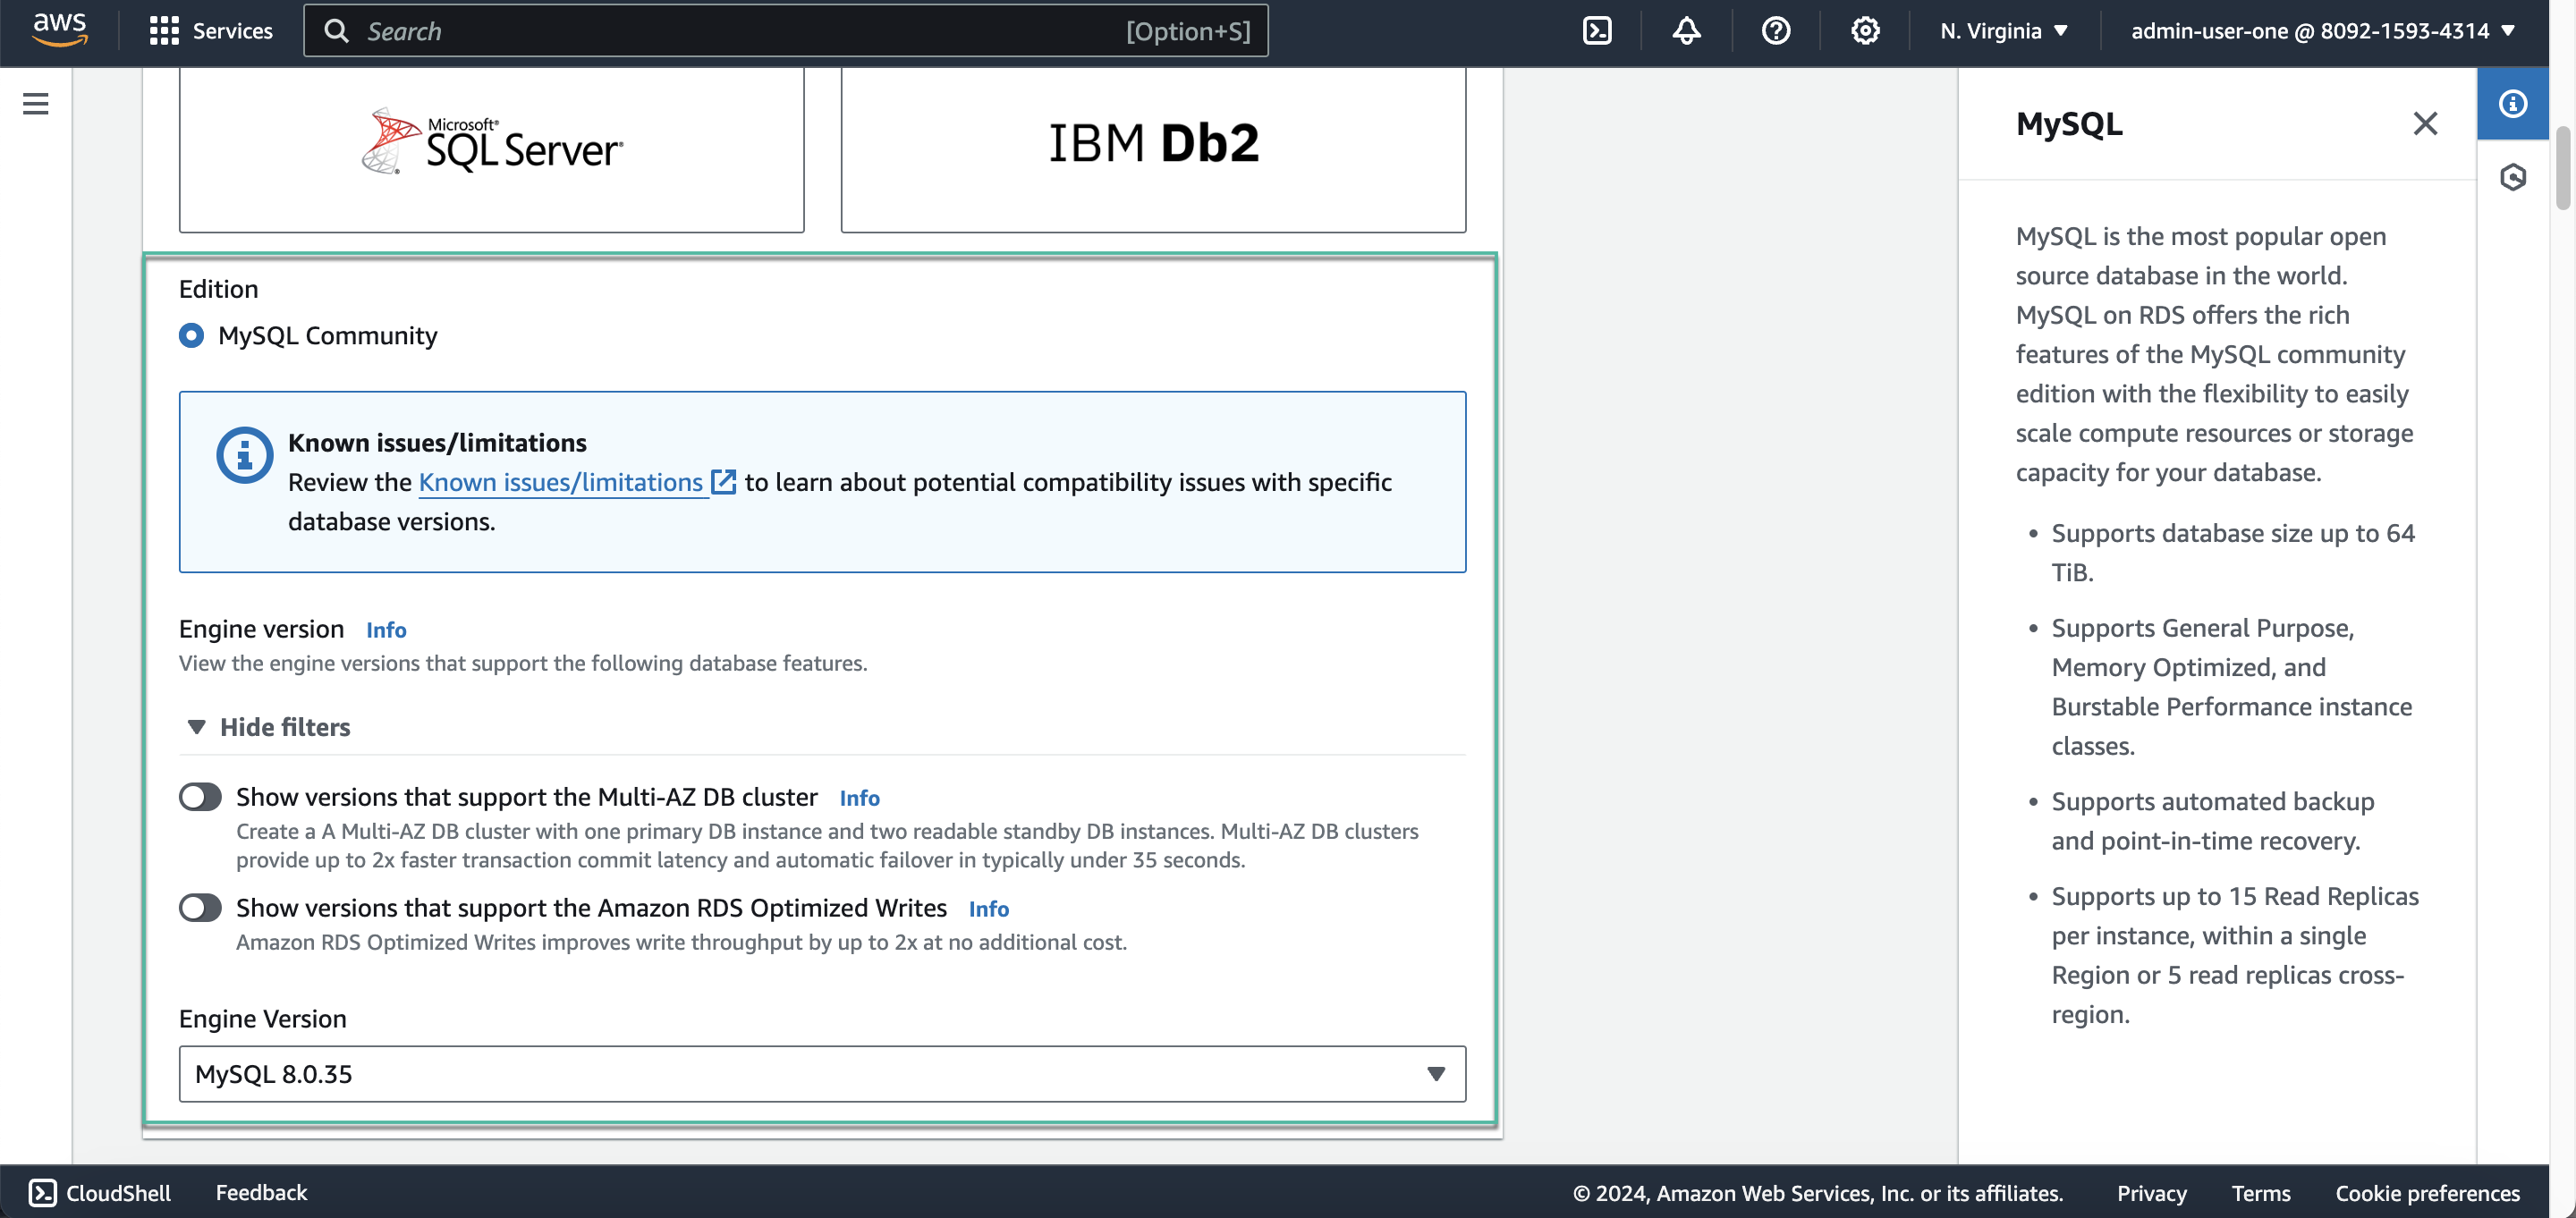 aws
Services
Search
[Option+S]
N. Virginia
admin-user-one @ 8092-1593-4314
Microsoft®
SQL Server®
IBM Db2
Edition
MySQL Community
Known issues/limitations
Review the Known issues/limitations to learn about potential compatibility issues with specific
database versions.
Engine version Info
View the engine versions that support the following database features.
Hide filters
Show versions that support the Multi-AZ DB cluster Info
Create a A Multi-AZ DB cluster with one primary DB instance and two readable standby DB instances. Multi-AZ DB clusters
provide up to 2x faster transaction commit latency and automatic failover in typically under 35 seconds.
Show versions that support the Amazon RDS Optimized Writes Info
Amazon RDS Optimized Writes improves write throughput by up to 2x at no additional cost.
Engine Version
MySQL 8.0.35
MySQL
MySQL is the most popular open
source database in the world.
MySQL on RDS offers the rich
features of the MySQL community
edition with the flexibility to easily
scale compute resources or storage
capacity for your database.
• Supports database size up to 64
TiB.
• Supports General Purpose,
Memory Optimized, and
Burstable Performance instance
classes.
• Supports automated backup
and point-in-time recovery.
• Supports up to 15 Read Replicas
per instance, within a single
Region or 5 read replicas cross-
region.
CloudShell
Feedback
© 2024, Amazon Web Services, Inc. or its affiliates.
Privacy
Terms
Cookie preferences